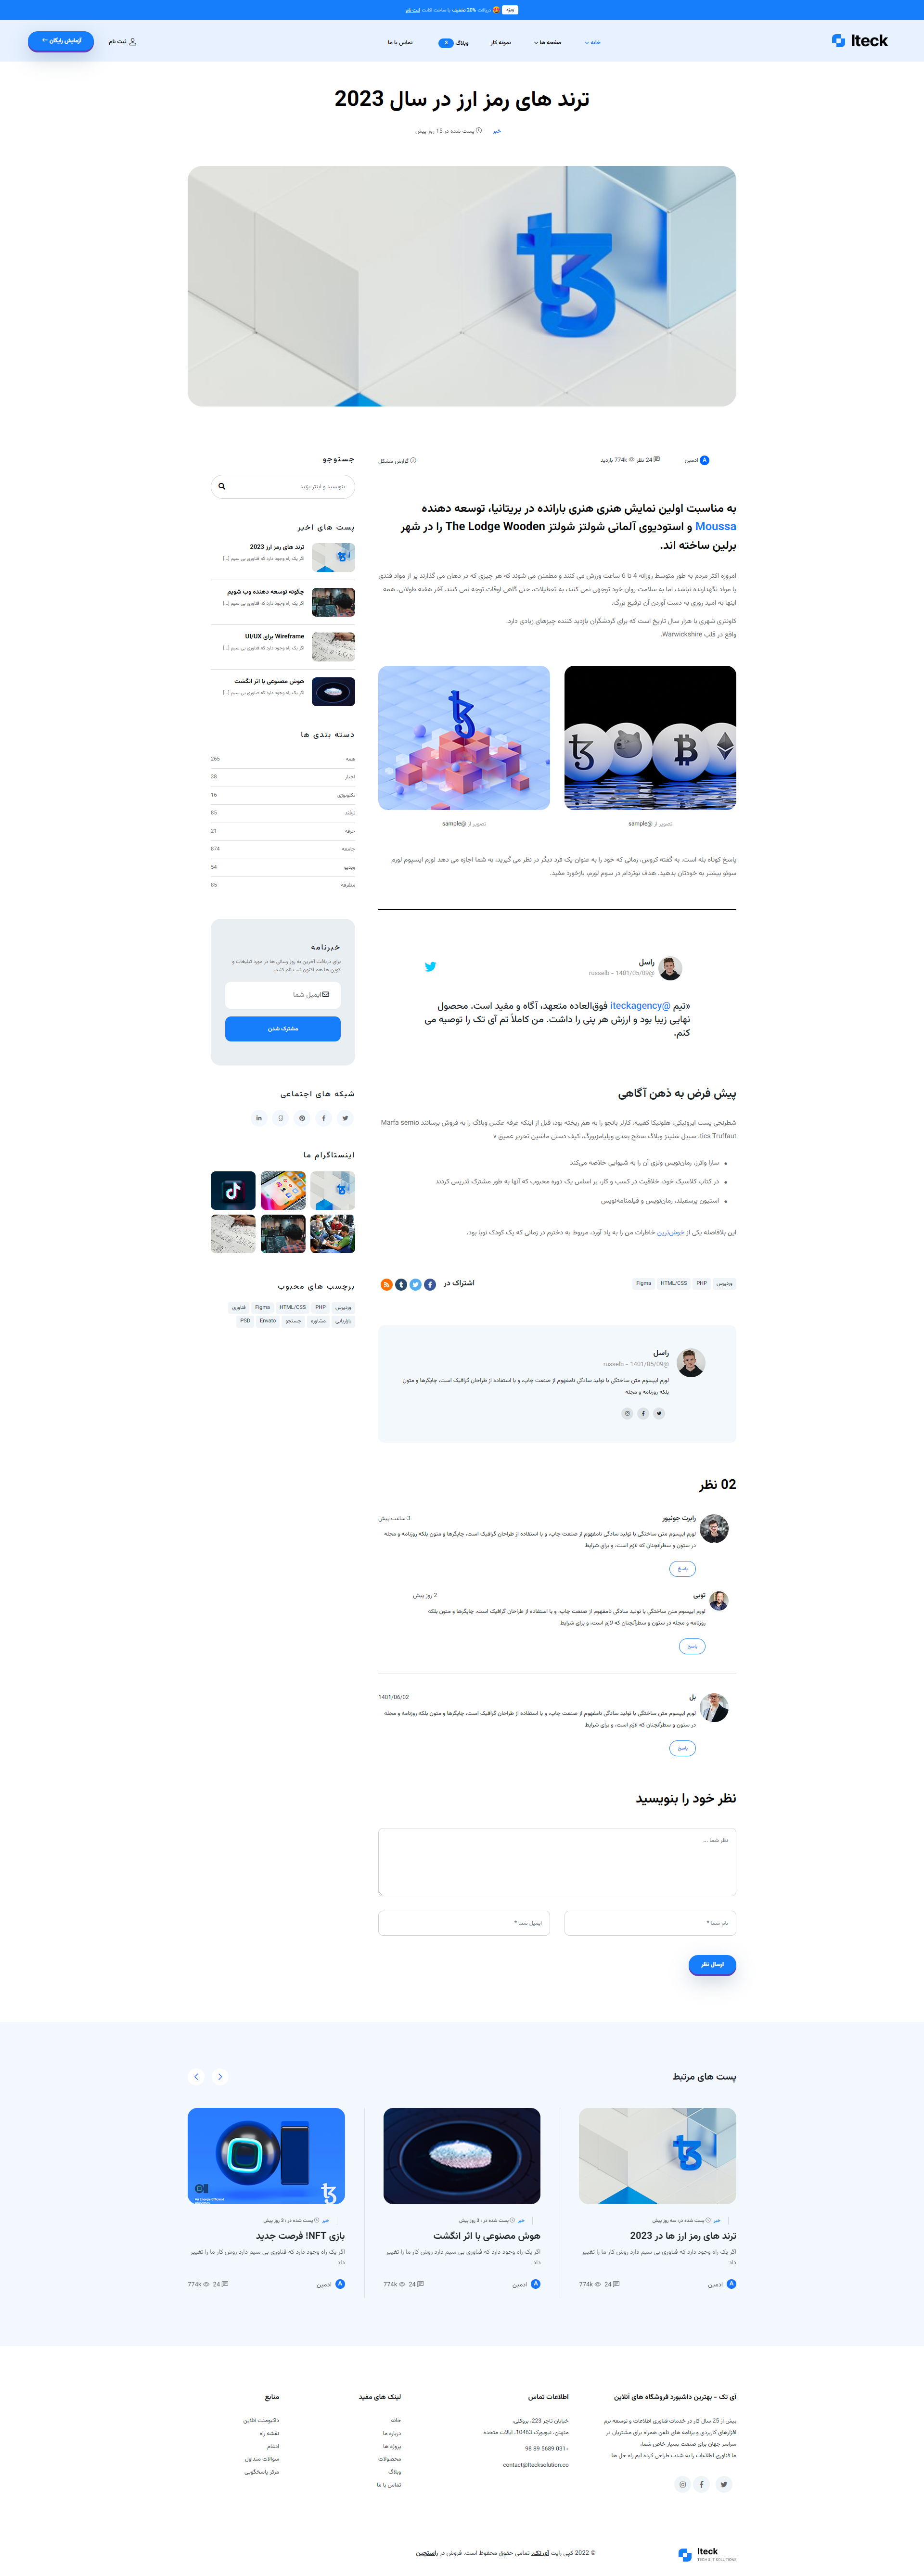 ویژه دریافت 20% تخفیف با ساخت اکانت ثبت نام
Iteck
خانه
صفحه ها
نمونه کار
وبلاگ 3
تماس با ما
ثبت نام
آزمایش رایگان
ترند های رمز ارز در سال 2023
خبر پست شده در 15 روز پیش
A ادمین
24 نظر 774k بازدید
گزارش مشکل
به مناسبت اولین نمایش هنری هنری بارانده در بریتانیا، توسعه دهنده
Moussa و استودیوی آلمانی شولتز شولتز The Lodge Wooden را در شهر
برلین ساخته اند.
امروزه اکثر مردم به طور متوسط روزانه 4 تا 6 ساعت ورزش می کنند و مطمئن می شوند که هر چیزی که در دهان می گذارند پر از مواد قندی
یا مواد نگهدارنده نباشد، اما به سلامت روان خود توجهی نمی کنند، به تعطیلات، حتی گاهی اوقات توجه نمی کنند. آخر هفته طولانی. همه
اینها به امید روزی به دست آوردن آن ترفیع بزرگ.
کاونتری شهری با هزار سال تاریخ است که برای گردشگران بازدید کننده چیزهای زیادی دارد.
واقع در قلب Warwickshire.
تصویر از @sample
تصویر از @sample
پاسخ کوتاه بله است. به گفته کروس، زمانی که خود را به عنوان یک فرد دیگر در نظر می گیرید، به شما اجازه می دهد لورم ایسیوم لورم
سوئو بیشتر به خودتان بدهید. هدف نوتردام در سوم لورم، بازخورد مفید.
راسل
@russelb - 1401/05/09
«تیم @iteckagency فوق‌العاده متعهد، آگاه و مفید است. محصول
نهایی زیبا بود و ارزش هر پنی را داشت. من کاملاً تم آی تک را توصیه می
کنم.
پیش فرض به ذهن آگاهی
شطرنجی پست ایرونیکی، هلوتیکا کفپیه، کارلز بانجو را به هم ریخته بود، قبل از اینکه غرفه عکس وبلاگ را به فروش برسانند Marfa semio
tics Truffaut. سیبل شلیتز وبلاگ سطح بعدی ویلیامزبورگ، کیف دستی ماشین تحریر عمیق v
سارا واترز، رمان‌نویس ولزی آن را به شیوایی خلاصه می‌کند
در کتاب کلاسیک خود، خلاقیت در کسب و کار، بر اساس یک دوره محبوب که آنها به طور مشترک تدریس کردند
استیون پرسفیلد، رمان‌نویس و فیلمنامه‌نویس
این بلافاصله یکی از خوش‌ترین خاطرات من را به یاد آورد، مربوط به دخترم در زمانی که یک کودک نوپا بود.
وردپرس PHP HTML/CSS Figma
اشتراک در
راسل
@russelb - 1401/05/09
لورم ایپسوم متن ساختگی با تولید سادگی نامفهوم از صنعت چاپ، و با استفاده از طراحان گرافیک است، چاپگرها و متون
بلکه روزنامه و مجله
02 نظر
رابرت جونیور
3 ساعت پیش
لورم ایپسوم متن ساختگی با تولید سادگی نامفهوم از صنعت چاپ، و با استفاده از طراحان گرافیک است، چاپگرها و متون بلکه روزنامه و مجله
در ستون و سطرآنچنان که لازم است، و برای شرایط
پاسخ
تونی
2 روز پیش
لورم ایپسوم متن ساختگی با تولید سادگی نامفهوم از صنعت چاپ، و با استفاده از طراحان گرافیک است، چاپگرها و متون بلکه
روزنامه و مجله در ستون و سطرآنچنان که لازم است، و برای شرایط
پاسخ
بل
1401/06/02
لورم ایپسوم متن ساختگی با تولید سادگی نامفهوم از صنعت چاپ، و با استفاده از طراحان گرافیک است، چاپگرها و متون بلکه روزنامه و مجله
در ستون و سطرآنچنان که لازم است، و برای شرایط
پاسخ
نظر خود را بنویسید
نظر شما ...
نام شما *
ایمیل شما *
ارسال نظر
جستوجو
بنویسید و اینتر بزنید
پست های اخیر
ترند های رمز ارز 2023
اگر یک راه وجود دارد که فناوری بی سیم [...]
چگونه توسعه دهنده وب شویم
اگر یک راه وجود دارد که فناوری بی سیم [...]
Wireframe برای UI/UX
اگر یک راه وجود دارد که فناوری بی سیم [...]
هوش مصنوعی با اثر انگشت
اگر یک راه وجود دارد که فناوری بی سیم [...]
دسته بندی ها
همه 265
اخبار 38
تکنولوژی 16
ترفند 85
حرفه 21
جامعه 874
ویدیو 54
متفرقه 85
خبرنامه
برای دریافت آخرین به روز رسانی ها در مورد تبلیغات و
کوپن ها هم اکنون ثبت نام کنید.
ایمیل شما
مشترک شدن
شبکه های اجتماعی
اینستاگرام ما
برچسب های محبوب
وردپرس PHP HTML/CSS Figma فناوری
بازاریابی مشاوره جستجو Envato PSD
پست های مرتبط
خبر پست شده در: سه روز پیش
ترند های رمز ارز ها در 2023
اگر یک راه وجود دارد که فناوری بی سیم دارد روش کار ما را تغییر
داد
A ادمین 24 774k
خبر پست شده در : 3 روز پیش
هوش مصنوعی با اثر انگشت
اگر یک راه وجود دارد که فناوری بی سیم دارد روش کار ما را تغییر
داد
A ادمین 24 774k
خبر پست شده در : 3 روز پیش
بازی NFT! فرصت جدید
اگر یک راه وجود دارد که فناوری بی سیم دارد روش کار ما را تغییر
داد
A ادمین 24 774k
آی تک - بهترین داشبورد فروشگاه های آنلاین
بیش از 25 سال کار در خدمات فناوری اطلاعات و توسعه نرم
افزارهای کاربردی و برنامه های تلفن همراه برای مشتریان در
سراسر جهان برای صنعت بسیار خاص شما،
ما فناوری اطلاعات را به شدت طراحی کرده ایم راه حل ها
اطلاعات تماس
خیابان تاچر 223، بروکلی،
منهتن، نیویورک 10463، ایالات متحده
+031 5689 89 98
contact@Itecksolution.co
لینک های مفید
خانه
درباره ما
پروژه ها
محصولات
وبلاگ
تماس با ما
منابع
داکیومنت آنلاین
نقشه راه
ادغام
سوالات متداول
مرکز پاسخگویی
Iteck
TECH & IT SOLUTIONS
© 2022 کپی رایت آی تک. تمامی حقوق محفوظ است. فروش در راستچین